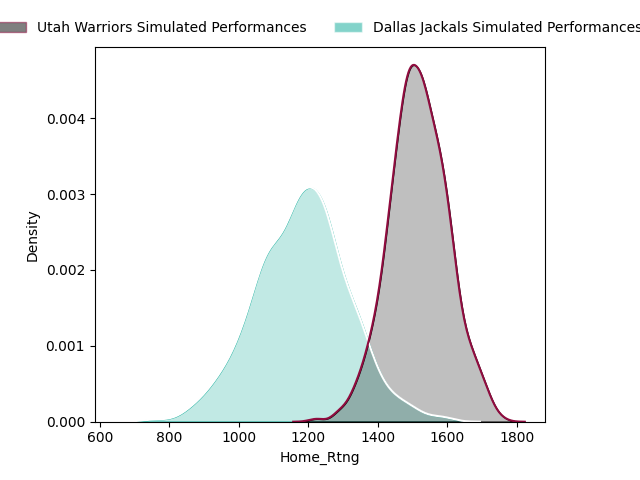 Utah Warriors Simulated Performances Dallas Jackals Simulated Performances
0.004
0.003
0.002
0.001
0.000
Density
600 800 1000 1200 1400 1600 1800
Home_Rtng